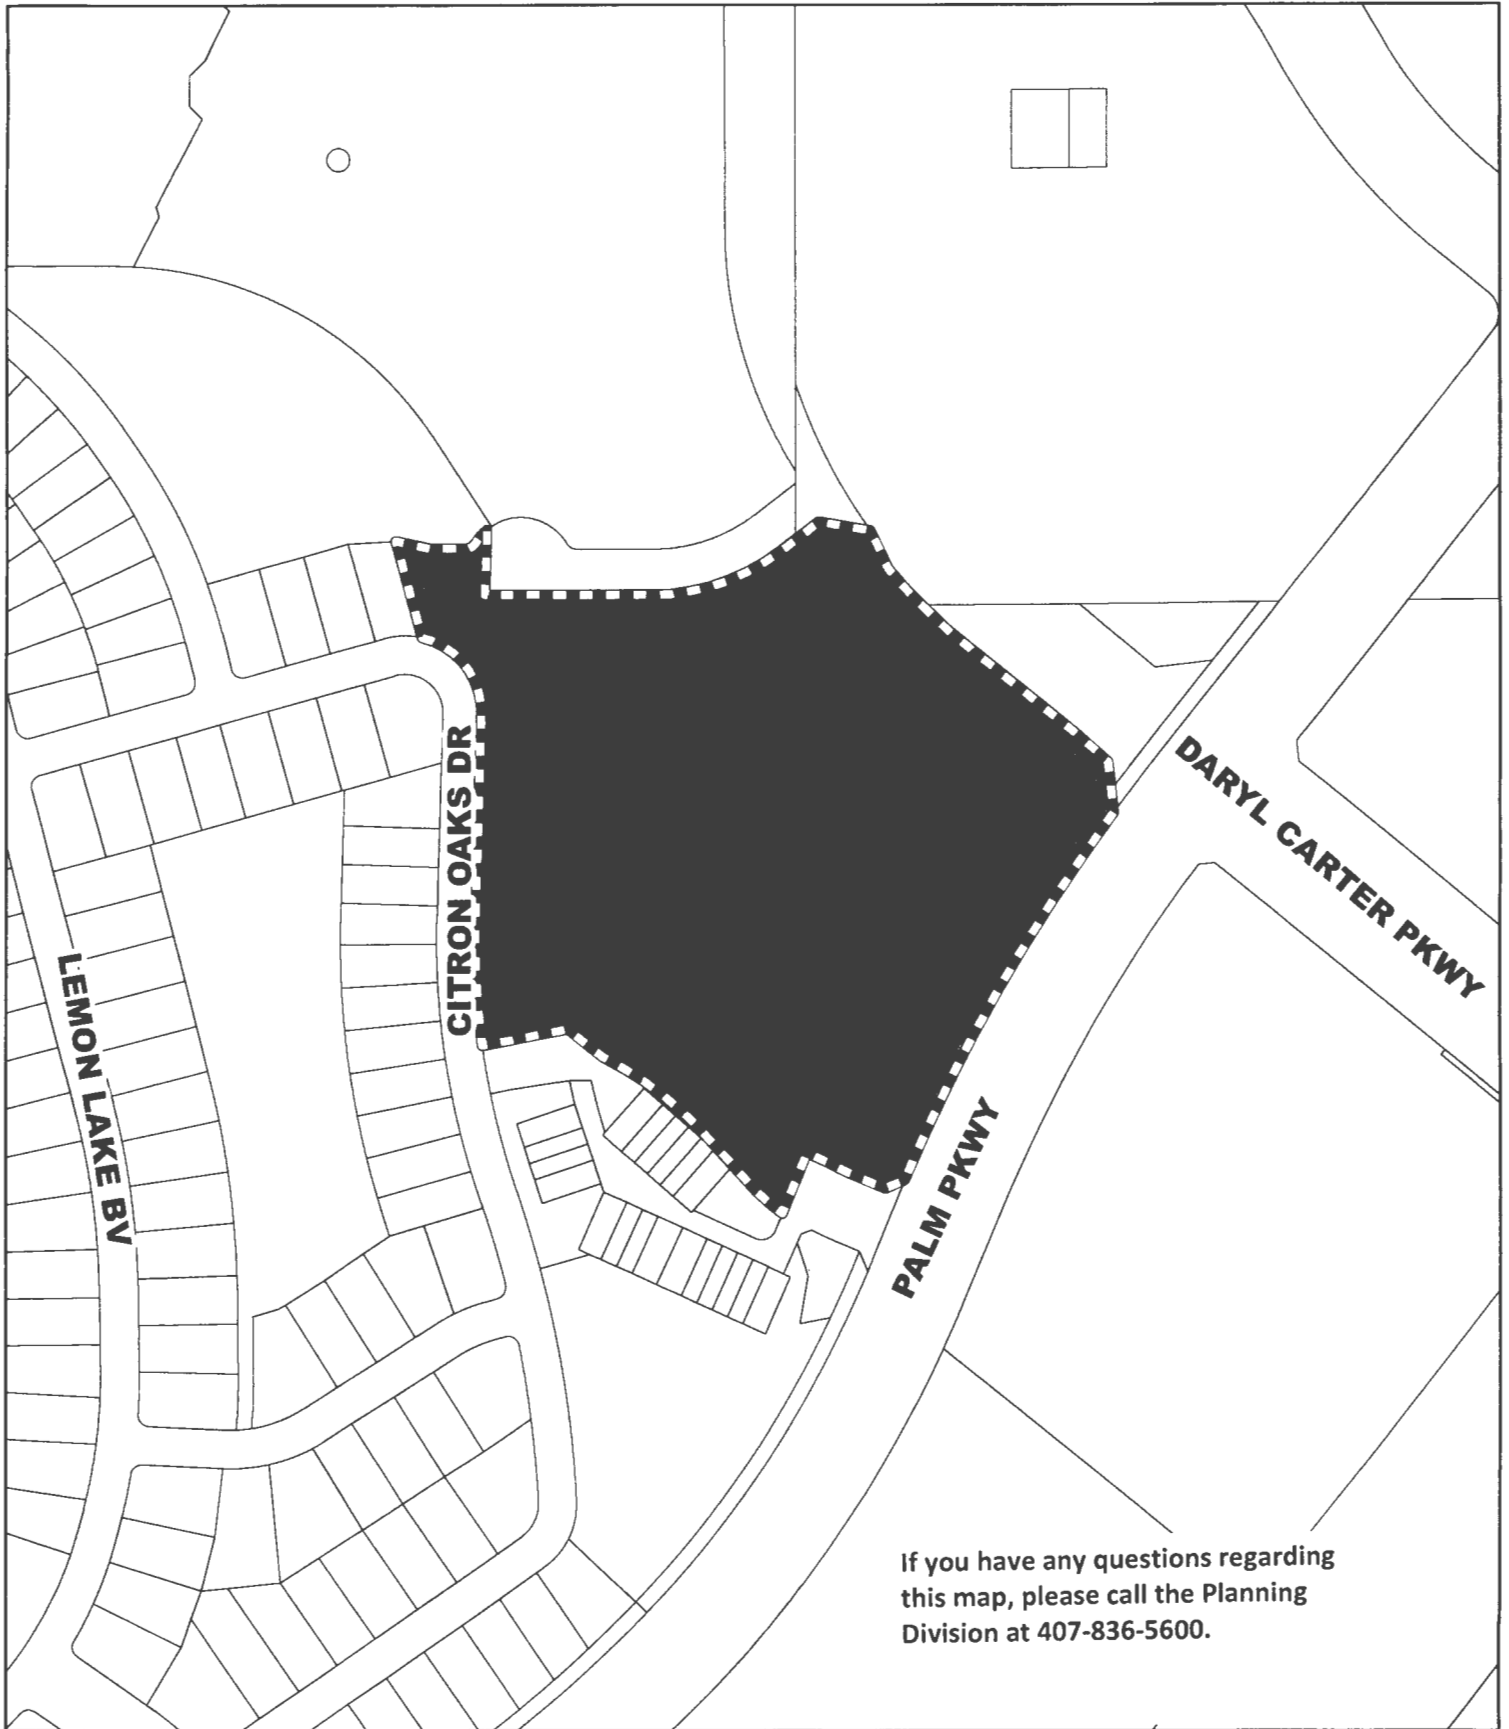 CITRON OAKS DR
DARYL CARTER PKWY
LEMON LAKE BV
PALM PKWY
If you have any questions regarding
this map, please call the Planning
Division at 407-836-5600.